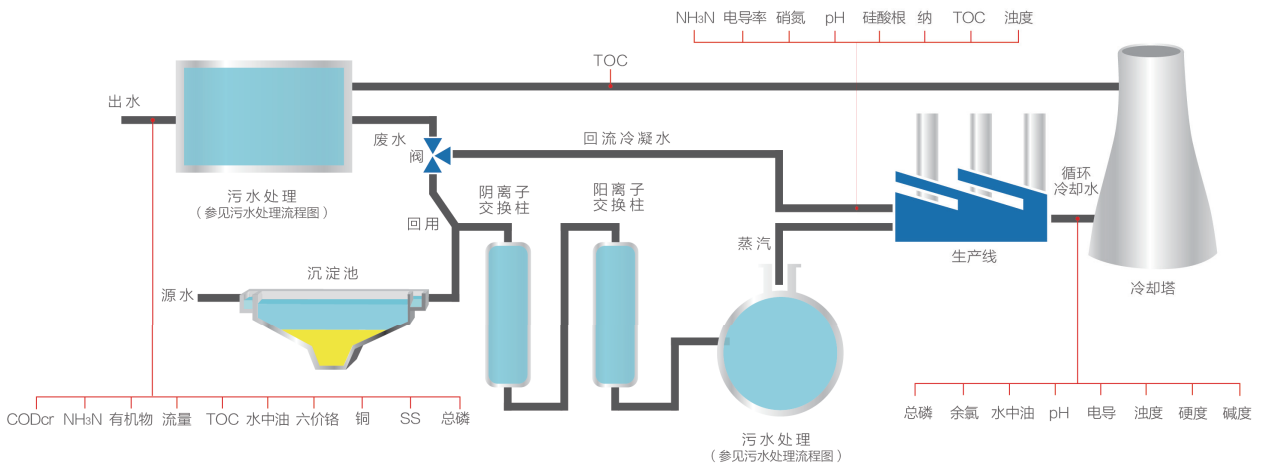 NH₃N 电导率 硝氮 pH 硅酸根 纳 TOC 浊度
TOC
出水
废水
阀
回流冷凝水
循环
冷却水
污水处理
（参见污水处理流程图）
阴离子
交换柱
阳离子
交换柱
回用
蒸汽
生产线
沉淀池
源水
冷却塔
CODcr NH₃N 有机物 流量 TOC 水中油 六价铬 铜 SS 总磷
总磷 余氯 水中油 pH 电导 浊度 硬度 碱度
污水处理
（参见污水处理流程图）